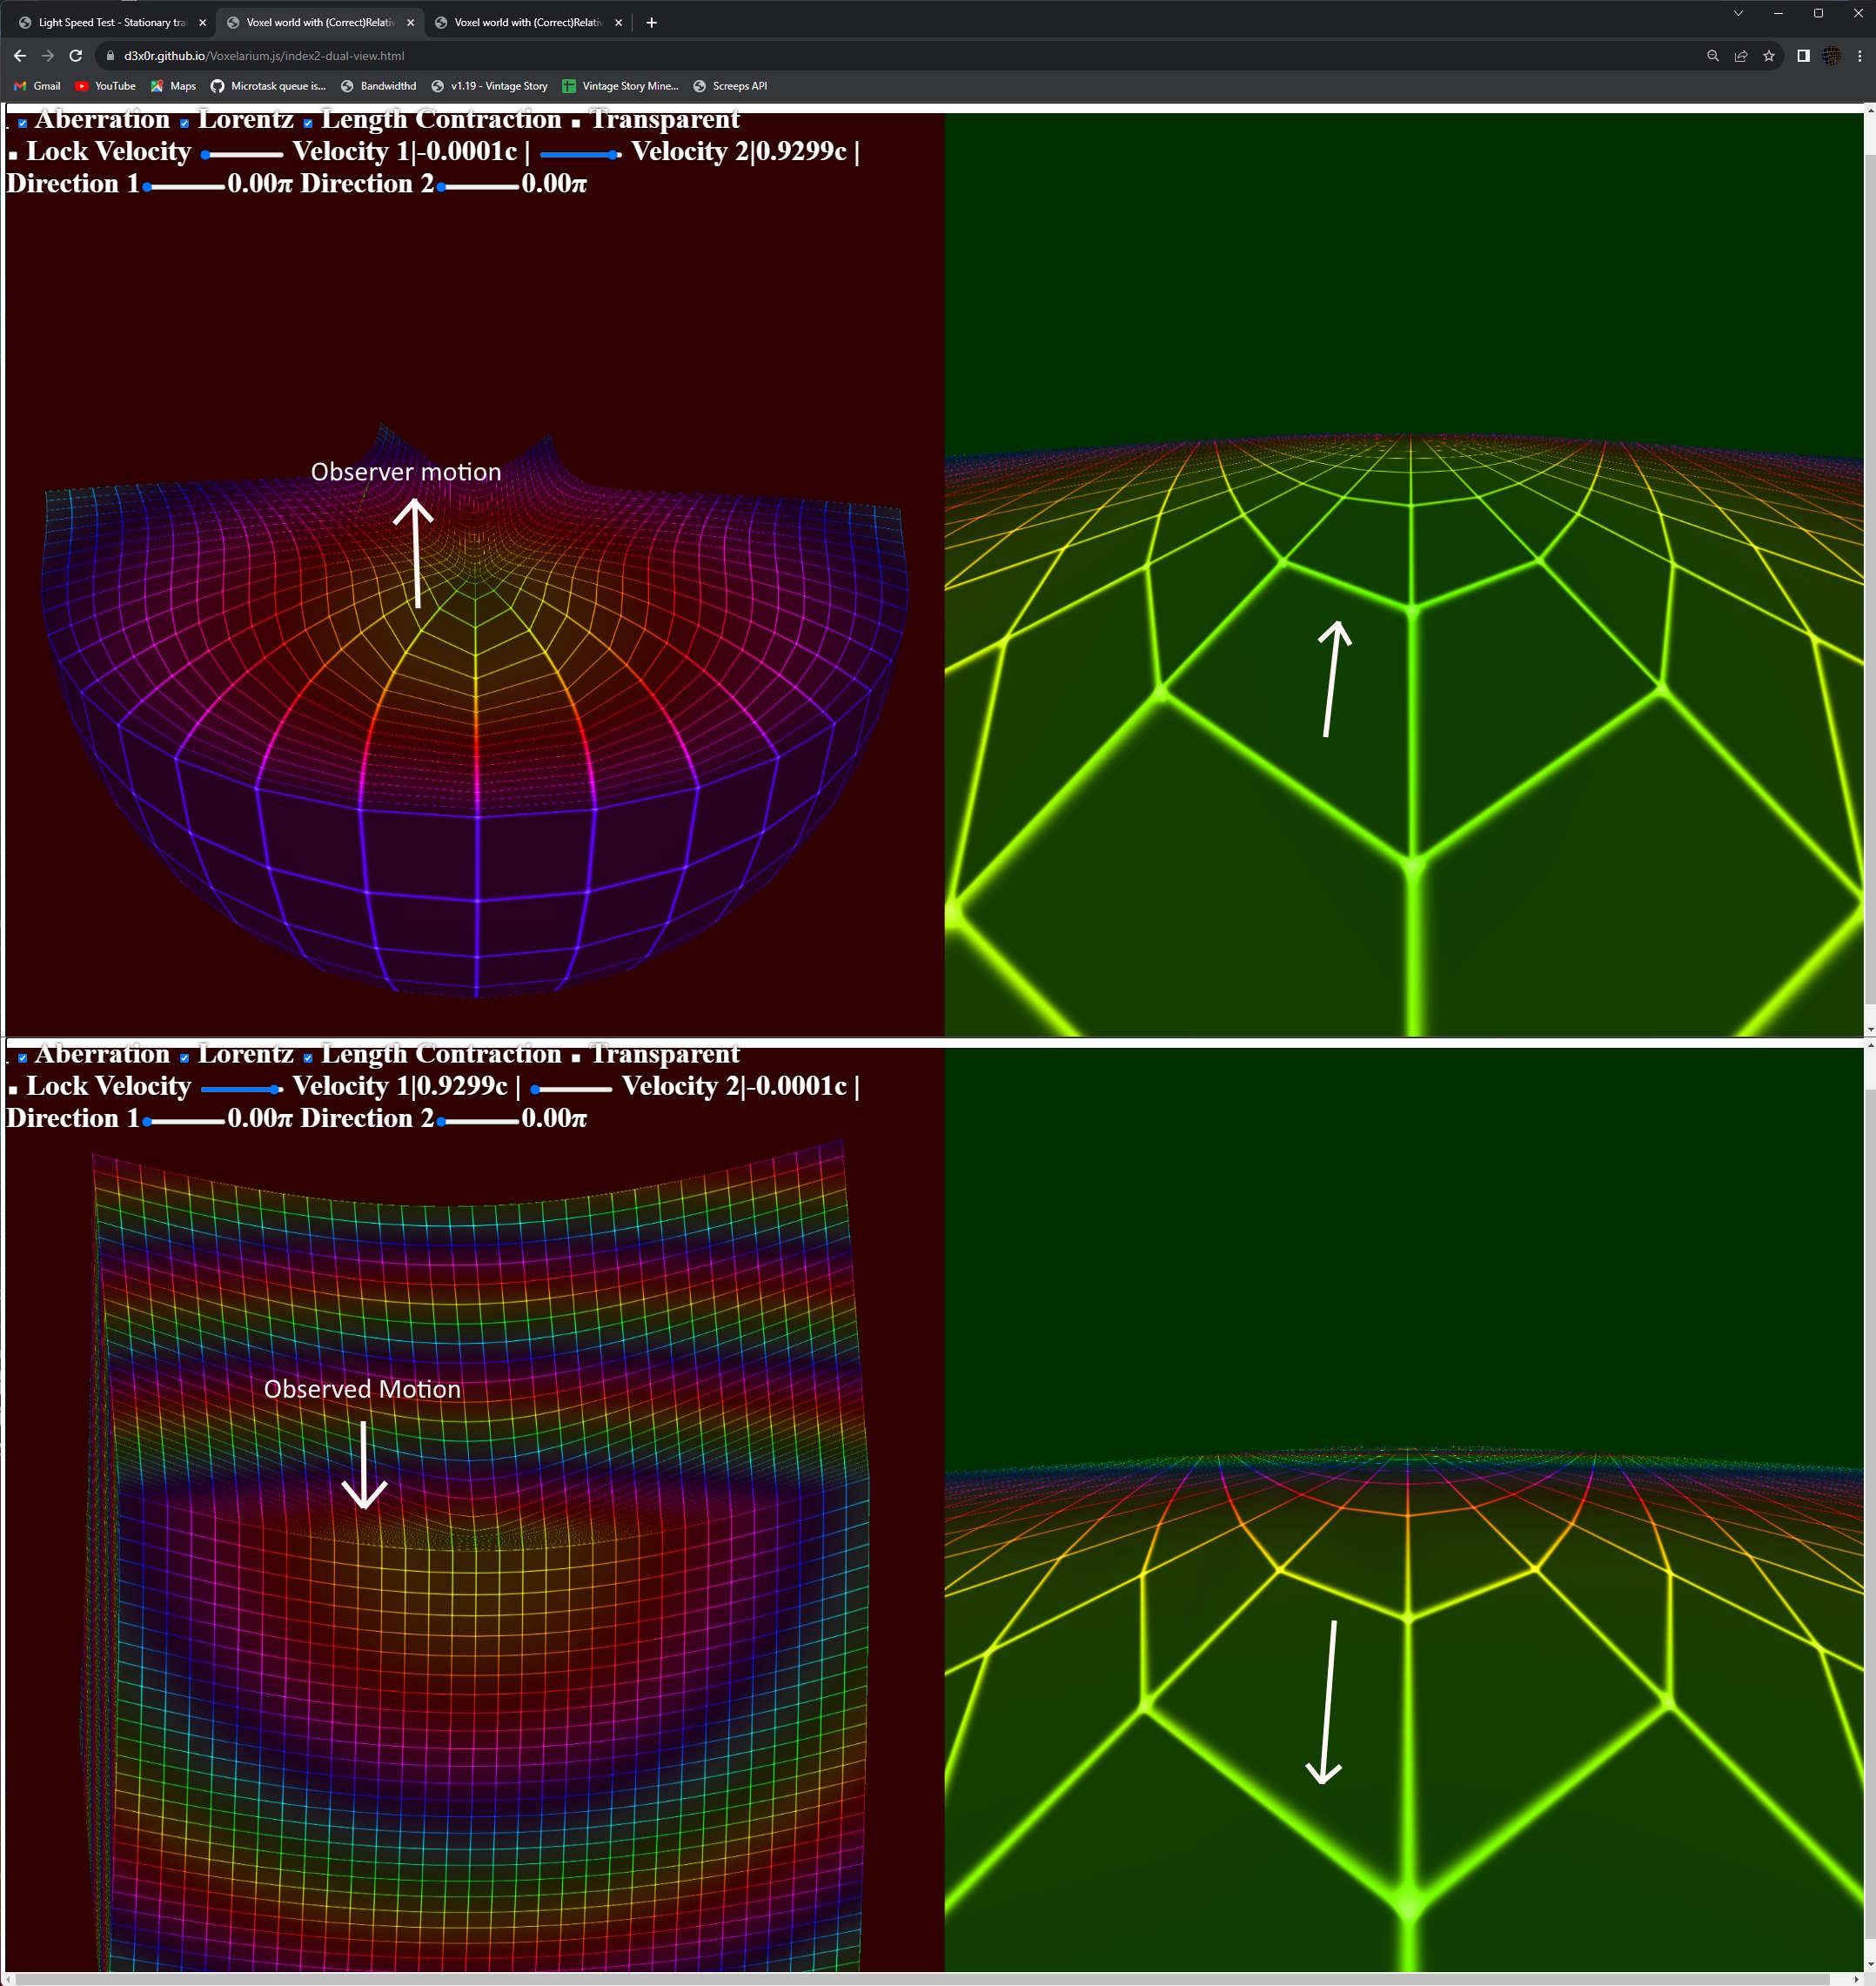 Light Speed Test - Stationary tra
Voxel world with (Correct)Relativ
Voxel world with (Correct)Relativ
d3x0r.github.io/Voxelarium.js/index2-dual-view.html
Gmail YouTube Maps Microtask queue is... Bandwidthd v1.19 - Vintage Story Vintage Story Mine... Screeps API
Aberration Lorentz Length Contraction Transparent
Lock Velocity Velocity 1|-0.0001c | Velocity 2|0.9299c |
Direction 1 0.00π Direction 2 0.00π
Observer motion
Aberration Lorentz Length Contraction Transparent
Lock Velocity Velocity 1|0.9299c | Velocity 2|-0.0001c |
Direction 1 0.00π Direction 2 0.00π
Observed Motion